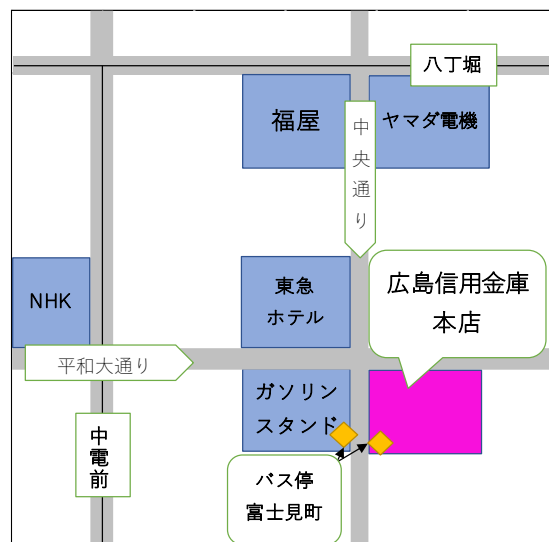 八丁堀
福屋
ヤマダ電機
中央通り
広島信用金庫
本店
東急
ホテル
NHK
平和大通り
ガソリン
スタンド
中電前
バス停
富士見町